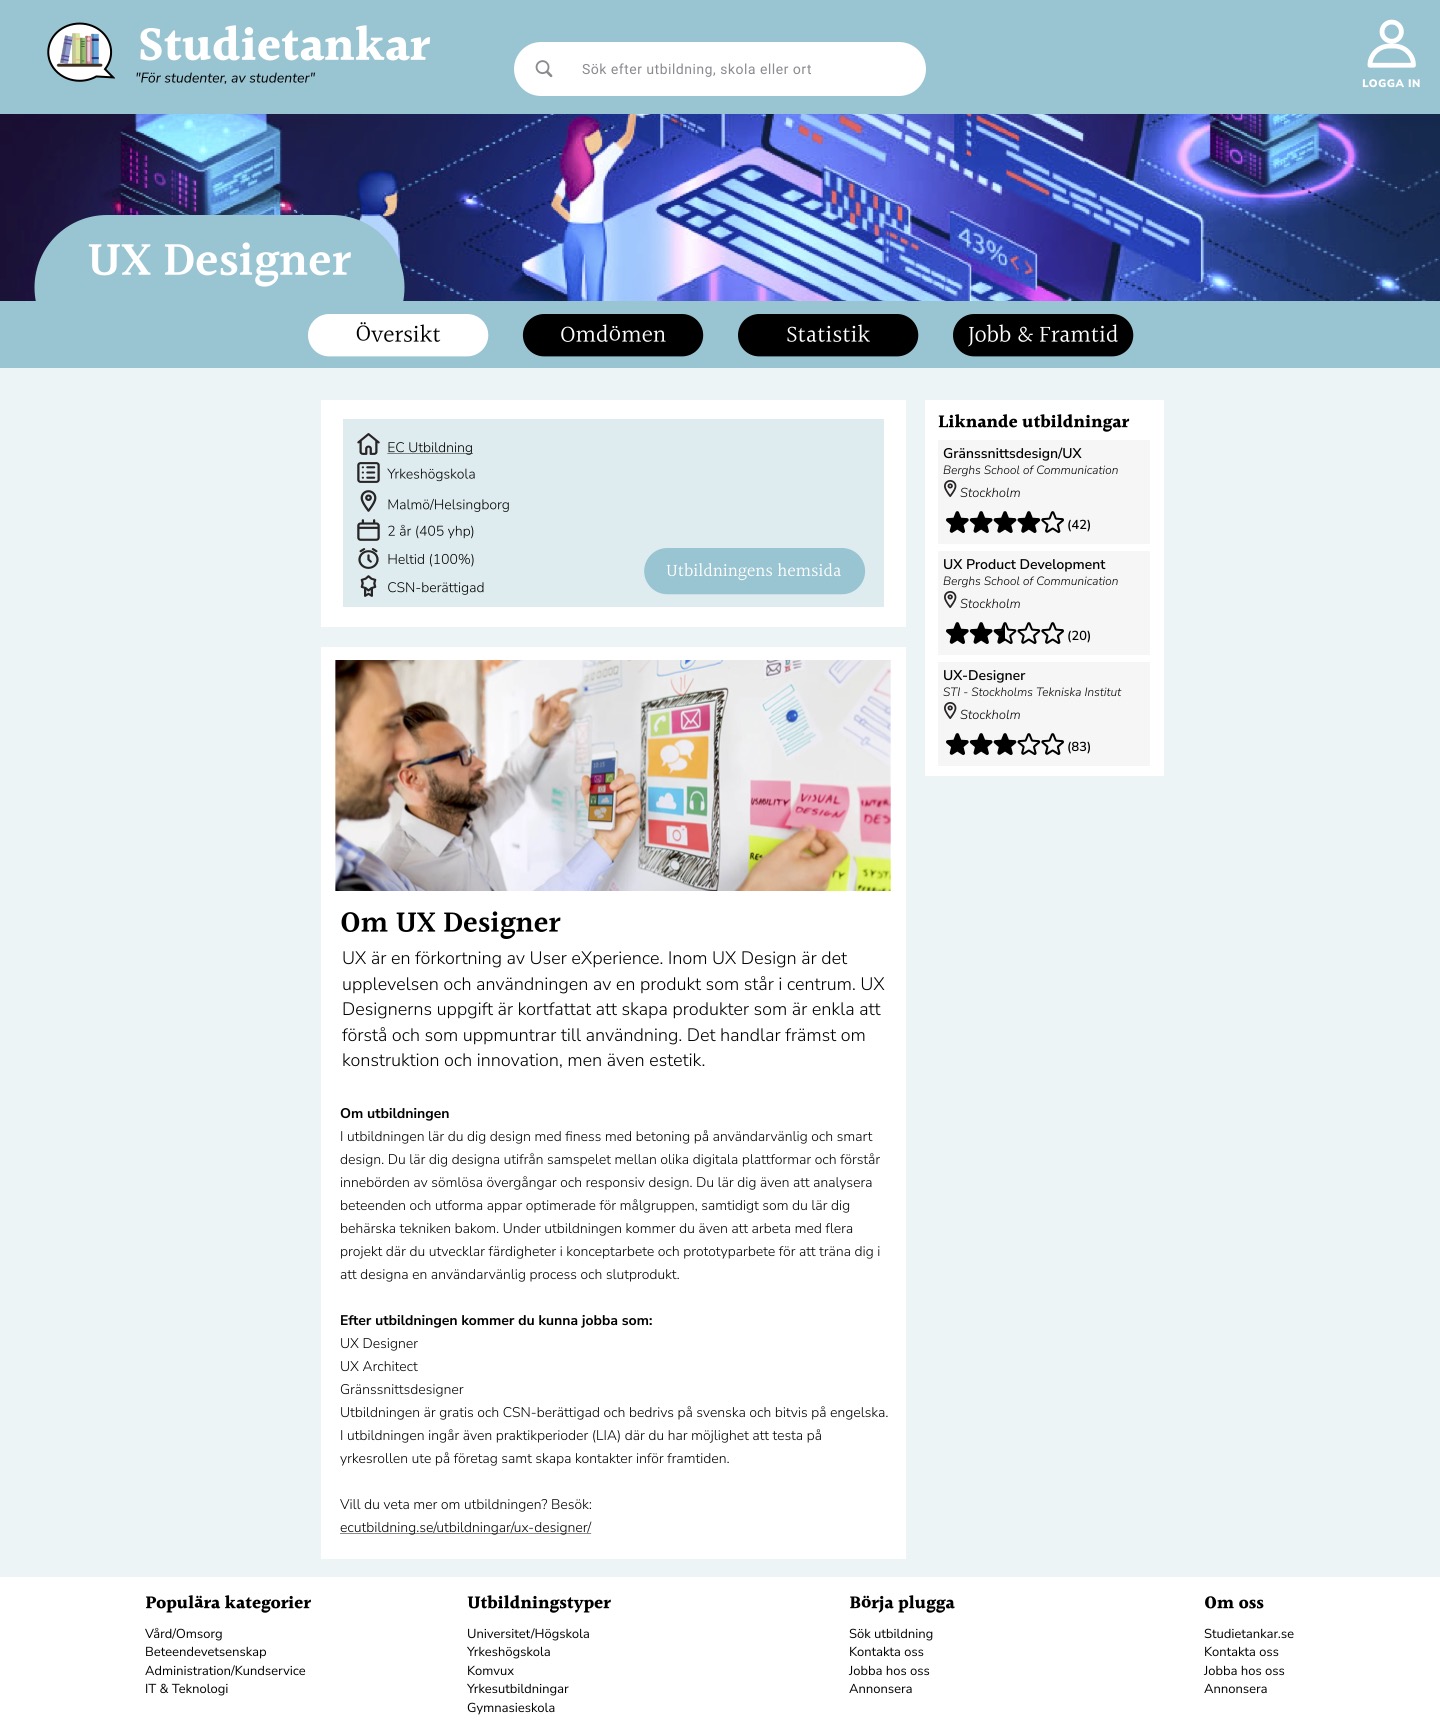 Studietankar
"För studenter, av studenter"
Sök efter utbildning, skola eller ort
LOGGA IN
43%
UX Designer
Översikt
Omdömen
Statistik
Jobb & Framtid
EC Utbildning
Yrkeshögskola
Malmö/Helsingborg
2 år (405 yhp)
Heltid (100%)
CSN-berättigad
Utbildningens hemsida
Liknande utbildningar
Gränssnittsdesign/UX
Berghs School of Communication
Stockholm
(42)
UX Product Development
Berghs School of Communication
Stockholm
(20)
UX-Designer
STI - Stockholms Tekniska Institut
Stockholm
(83)
USABILITY
VISUAL
DESIGN
Om UX Designer
UX är en förkortning av User eXperience. Inom UX Design är det
upplevelsen och användningen av en produkt som står i centrum. UX
Designerns uppgift är kortfattat att skapa produkter som är enkla att
förstå och som uppmuntrar till användning. Det handlar främst om
konstruktion och innovation, men även estetik.
Om utbildningen
I utbildningen lär du dig design med finess med betoning på användarvänlig och smart
design. Du lär dig designa utifrån samspelet mellan olika digitala plattformar och förstår
innebörden av sömlösa övergångar och responsiv design. Du lär dig även att analysera
beteenden och utforma appar optimerade för målgruppen, samtidigt som du lär dig
behärska tekniken bakom. Under utbildningen kommer du även att arbeta med flera
projekt där du utvecklar färdigheter i konceptarbete och prototyparbete för att träna dig i
att designa en användarvänlig process och slutprodukt.
Efter utbildningen kommer du kunna jobba som:
UX Designer
UX Architect
Gränssnittsdesigner
Utbildningen är gratis och CSN-berättigad och bedrivs på svenska och bitvis på engelska.
I utbildningen ingår även praktikperioder (LIA) där du har möjlighet att testa på
yrkesrollen ute på företag samt skapa kontakter inför framtiden.
Vill du veta mer om utbildningen? Besök:
ecutbildning.se/utbildningar/ux-designer/
Populära kategorier
Vård/Omsorg
Beteendevetsenskap
Administration/Kundservice
IT & Teknologi
Utbildningstyper
Universitet/Högskola
Yrkeshögskola
Komvux
Yrkesutbildningar
Gymnasieskola
Börja plugga
Sök utbildning
Kontakta oss
Jobba hos oss
Annonsera
Om oss
Studietankar.se
Kontakta oss
Jobba hos oss
Annonsera